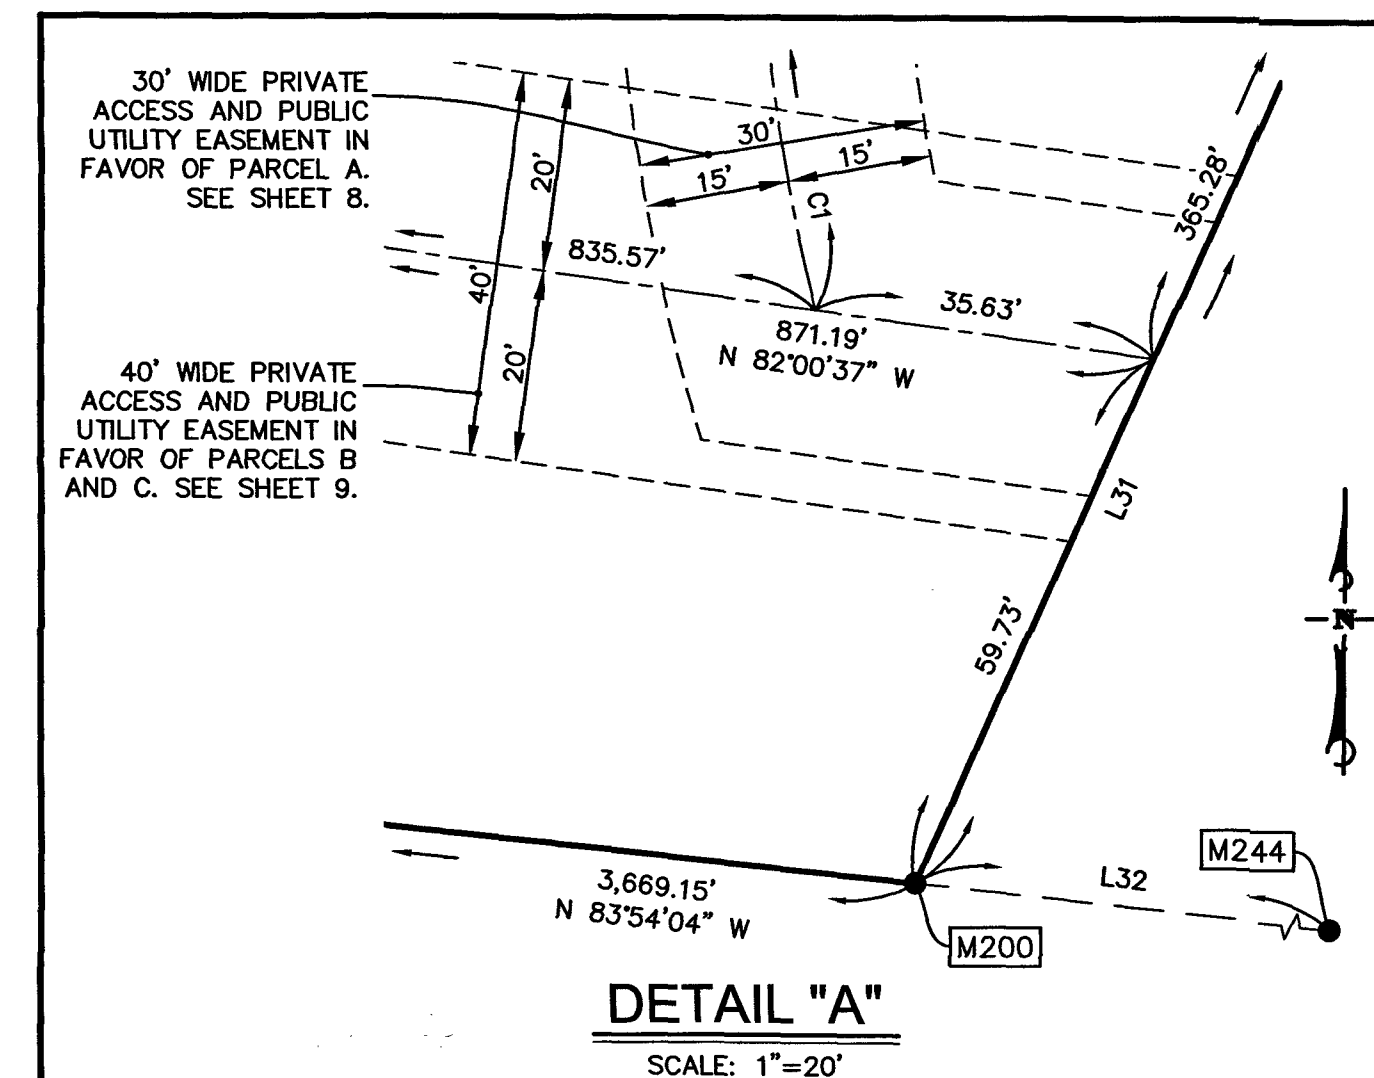 30' WIDE PRIVATE
ACCESS AND PUBLIC
UTILITY EASEMENT IN
FAVOR OF PARCEL A.
SEE SHEET 8.
30'
15'
15'
20'
C1
365.28'
835.57'
40'
35.63'
871.19'
N 82°00'37" W
20'
40' WIDE PRIVATE
ACCESS AND PUBLIC
UTILITY EASEMENT IN
FAVOR OF PARCELS B
AND C. SEE SHEET 9.
L31
N
59.73'
M244
3,669.15'
N 83°54'04" W
L32
M200
DETAIL "A"
SCALE: 1"=20'